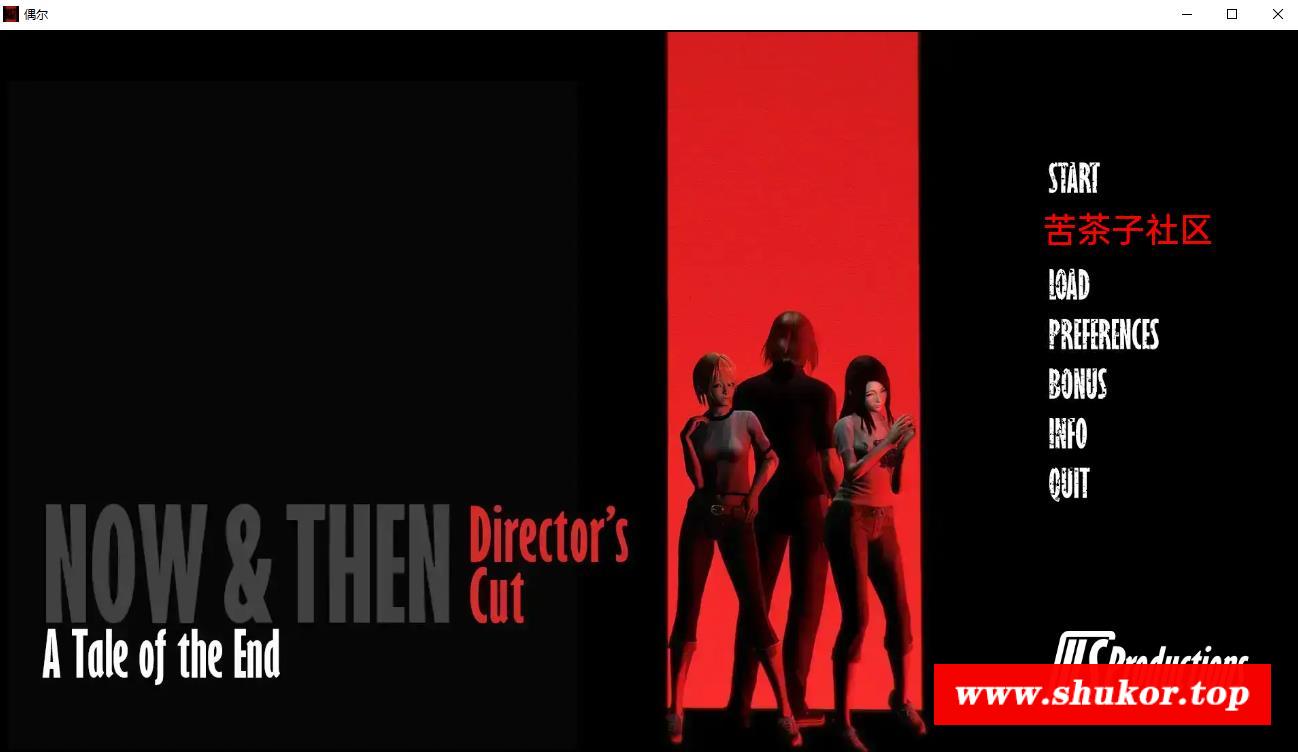 偶尔
START
苦茶子社区
LOAD
PREFERENCES
BONUS
INFO
QUIT
NOW & THEN Director's
Cut
A Tale of the End
Productions
www.shukor.top